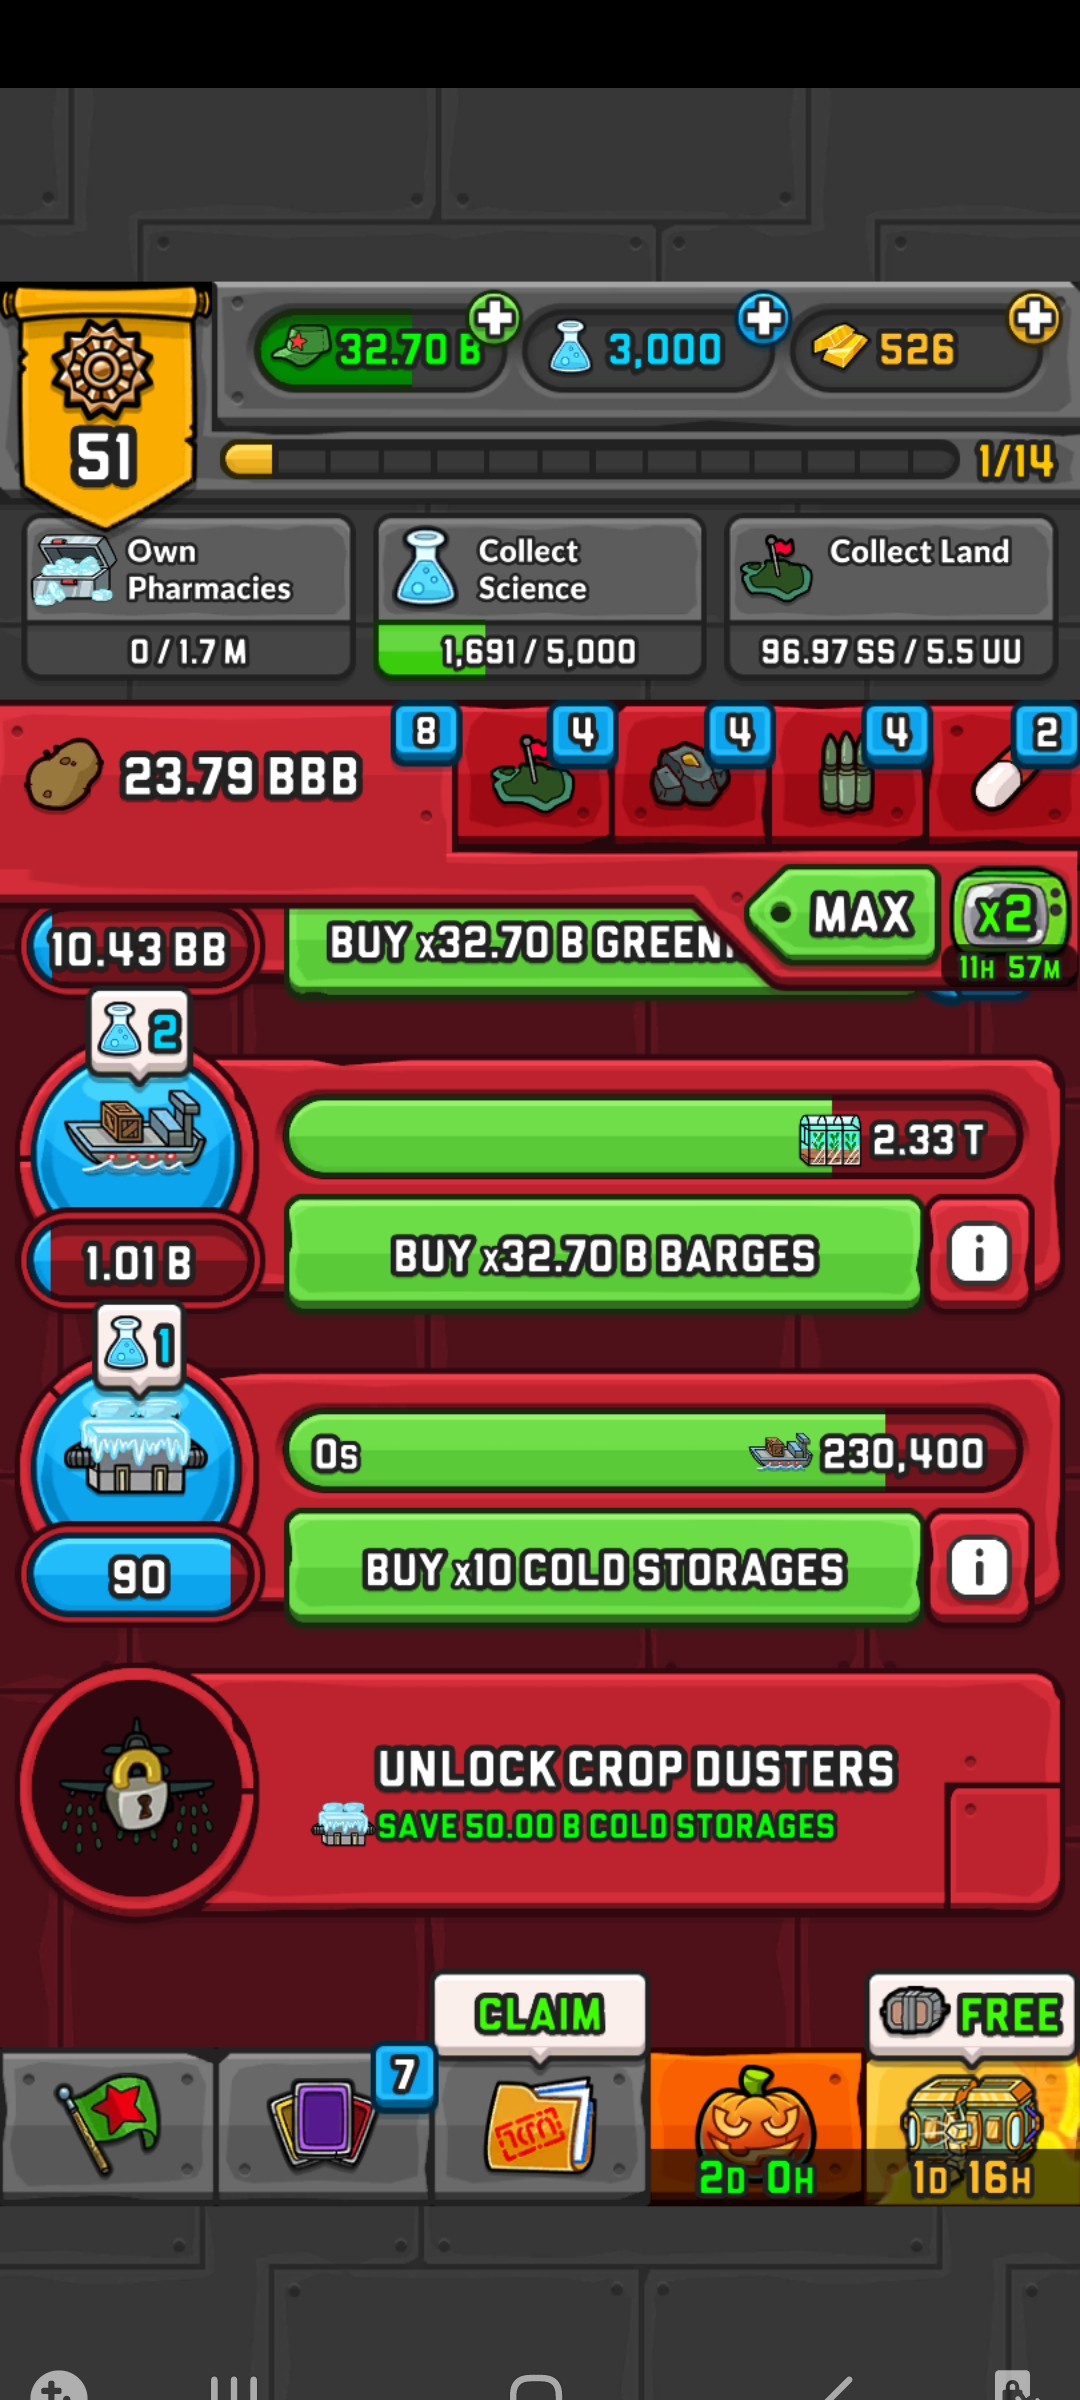 32.70 B
3,000
526
51
1/14
Own
Pharmacies
0 / 1.7 M
Collect
Science
1,691 / 5,000
Collect Land
96.97 SS / 5.5 UU
23.79 BBB
8
4
4
4
2
MAX
x2
11H 57M
10.43 BB
BUY x32.70 B GREEN
2
2.33 T
1.01 B
BUY x32.70 B BARGES
i
1
0s
230,400
90
BUY x10 COLD STORAGES
i
UNLOCK CROP DUSTERS
SAVE 50.00 B COLD STORAGES
CLAIM
FREE
7
2D 0H
1D 16H